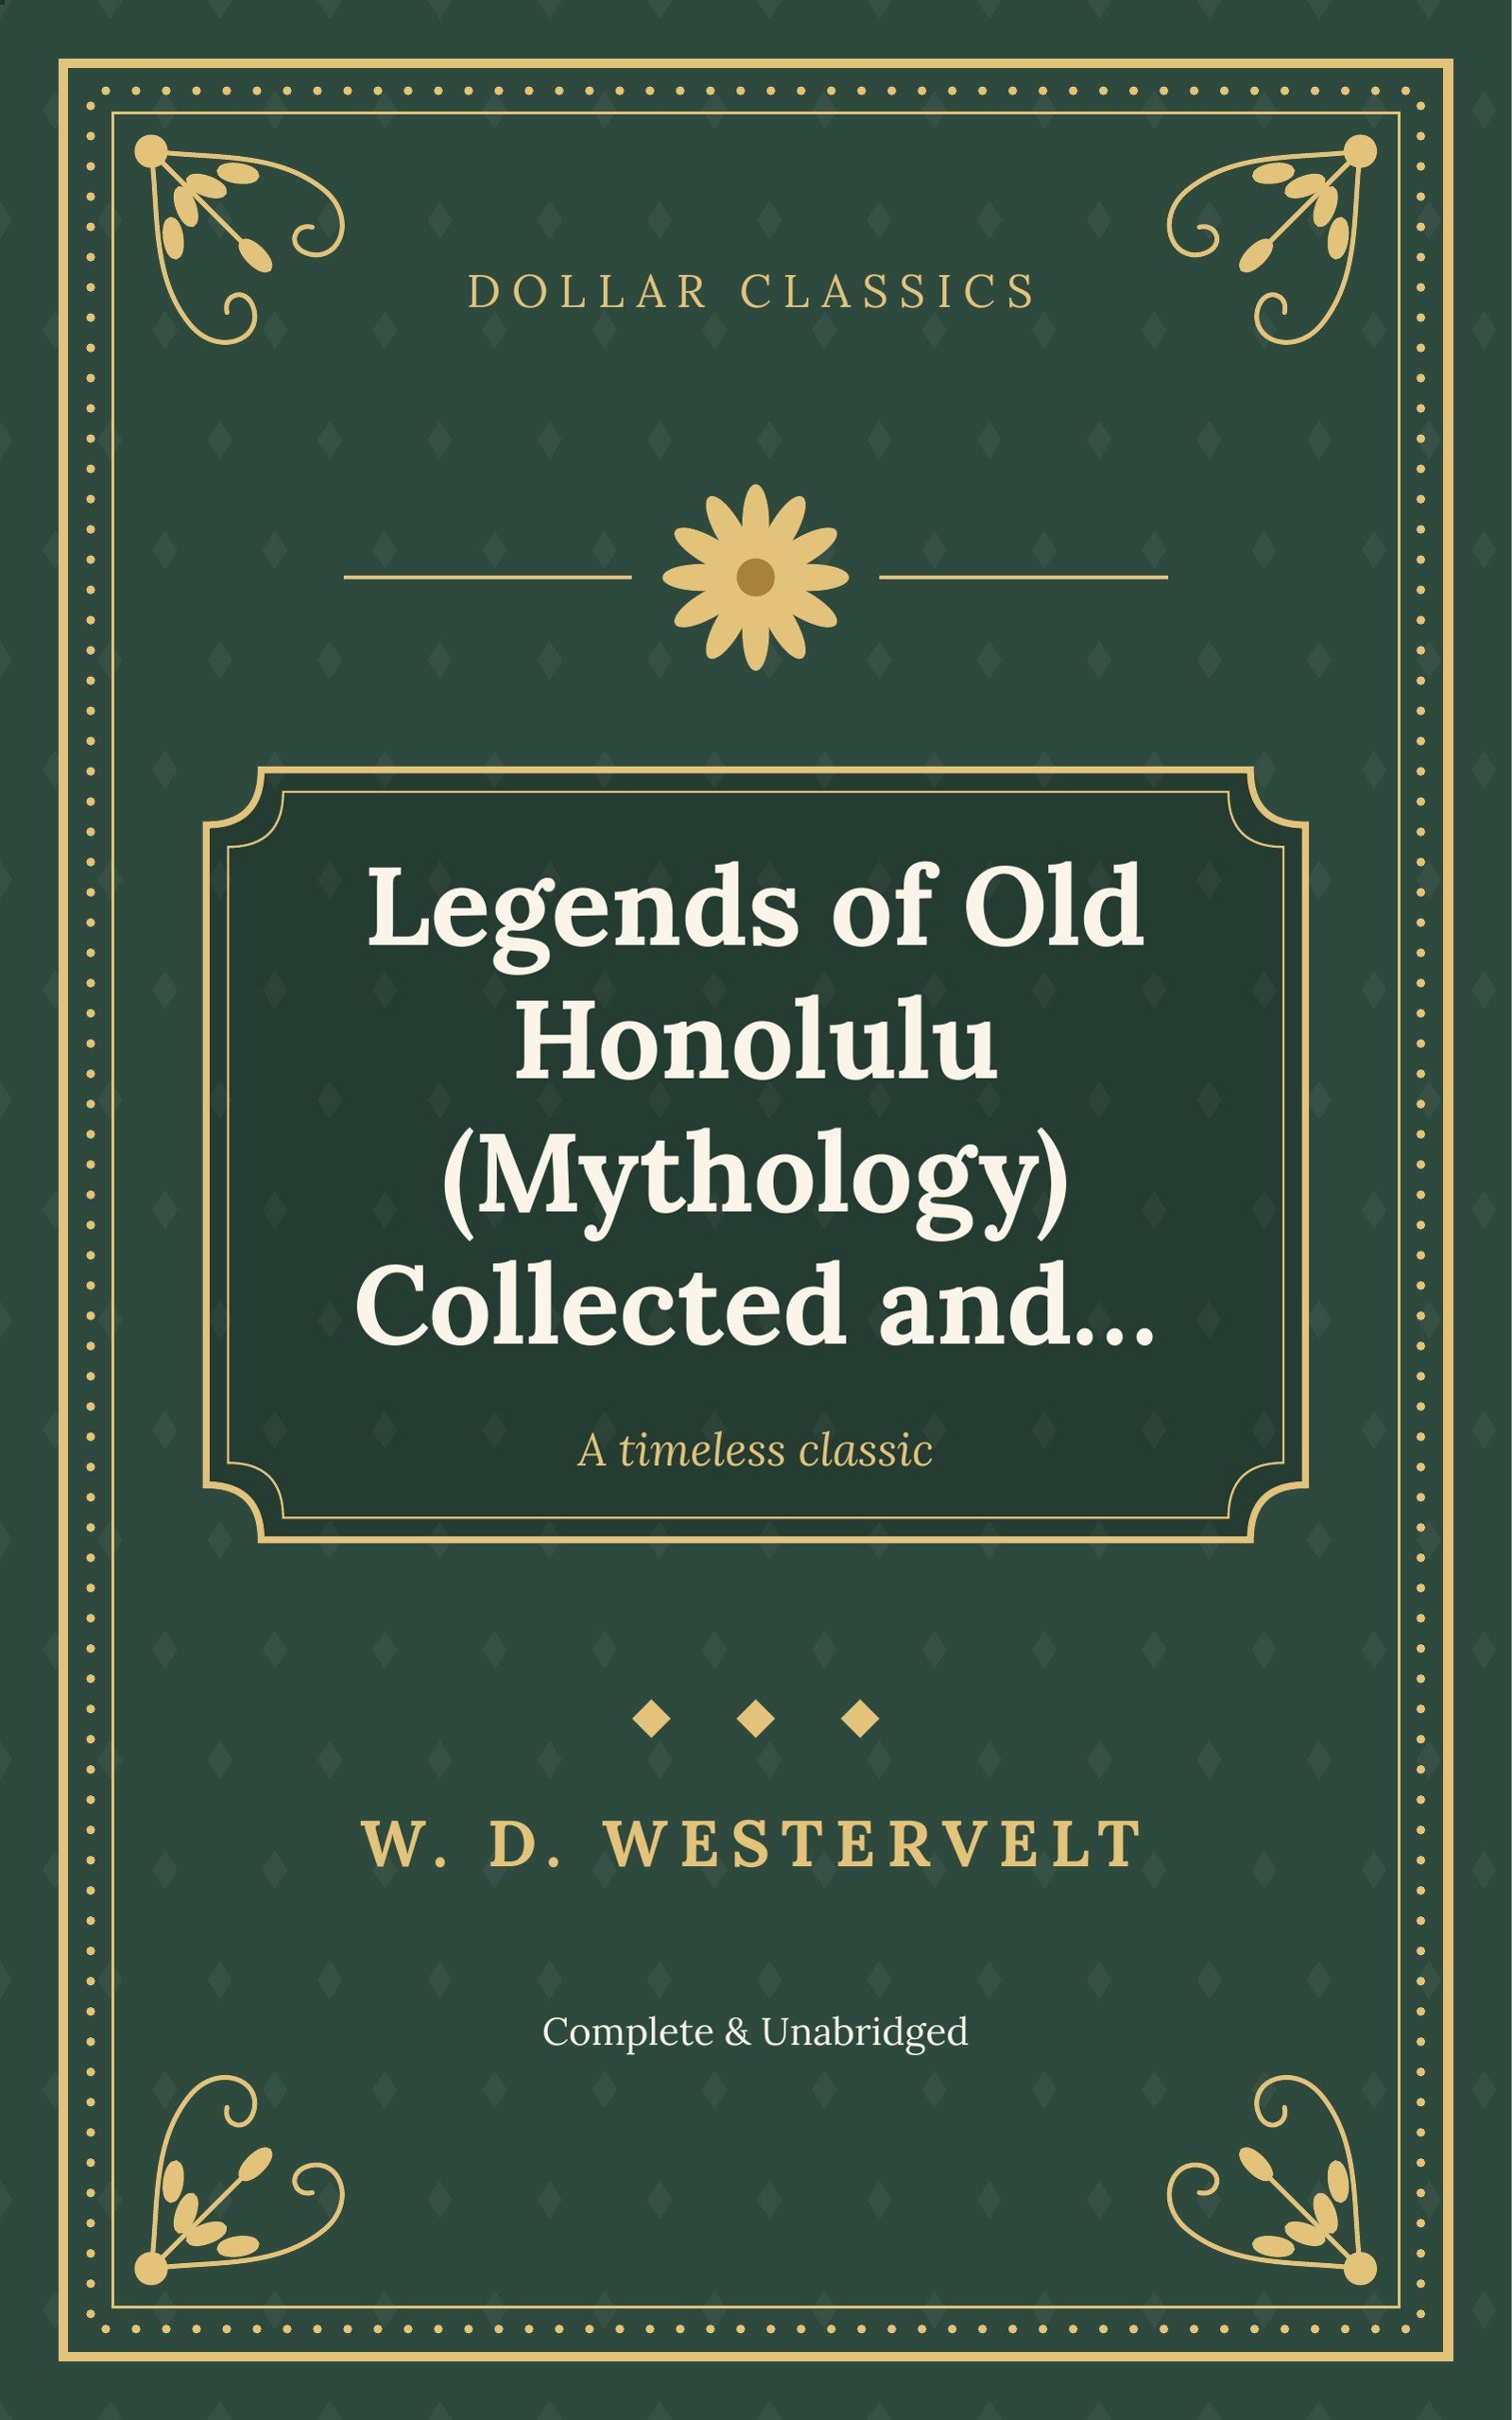 DOLLAR CLASSICS
Legends of Old
Honolulu
(Mythology)
Collected and...
A timeless classic
W. D. WESTERVELT
Complete & Unabridged